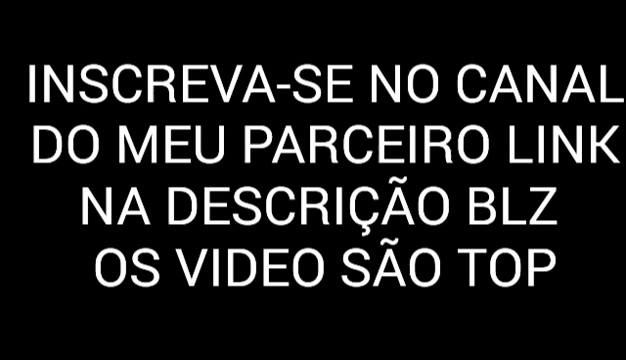 INSCREVA-SE NO CANAL
DO MEU PARCEIRO LINK
NA DESCRIÇÃO BLZ
OS VIDEO SÃO TOP